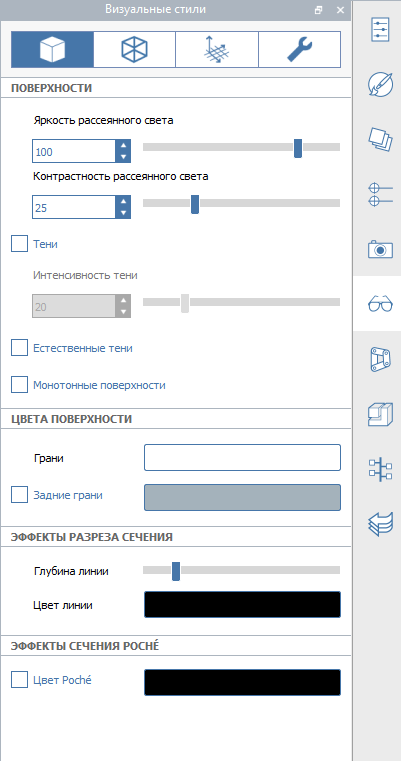 Визуальные стили
ПОВЕРХНОСТИ
Яркость рассеянного света
100
Контрастность рассеянного света
25
Тени
Интенсивность тени
20
Естественные тени
Монотонные поверхности
ЦВЕТА ПОВЕРХНОСТИ
Грани
Задние грани
ЭФФЕКТЫ РАЗРЕЗА СЕЧЕНИЯ
Глубина линии
Цвет линии
ЭФФЕКТЫ СЕЧЕНИЯ POCHÉ
Цвет Poché